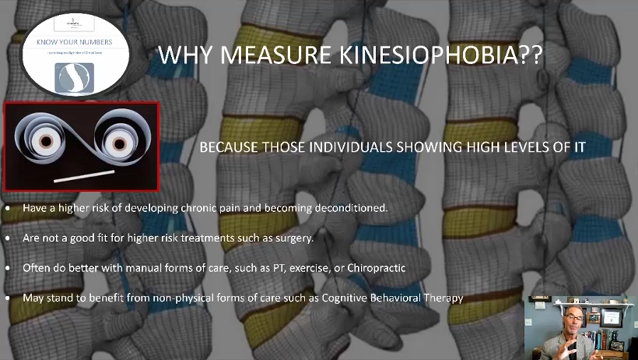 KNOW YOUR NUMBERS
WHY MEASURE KINESIOPHOBIA??
BECAUSE THOSE INDIVIDUALS SHOWING HIGH LEVELS OF IT
• Have a higher risk of developing chronic pain and becoming deconditioned.
• Are not a good fit for higher risk treatments such as surgery.
• Often do better with manual forms of care, such as PT, exercise, or Chiropractic
• May stand to benefit from non-physical forms of care such as Cognitive Behavioral Therapy